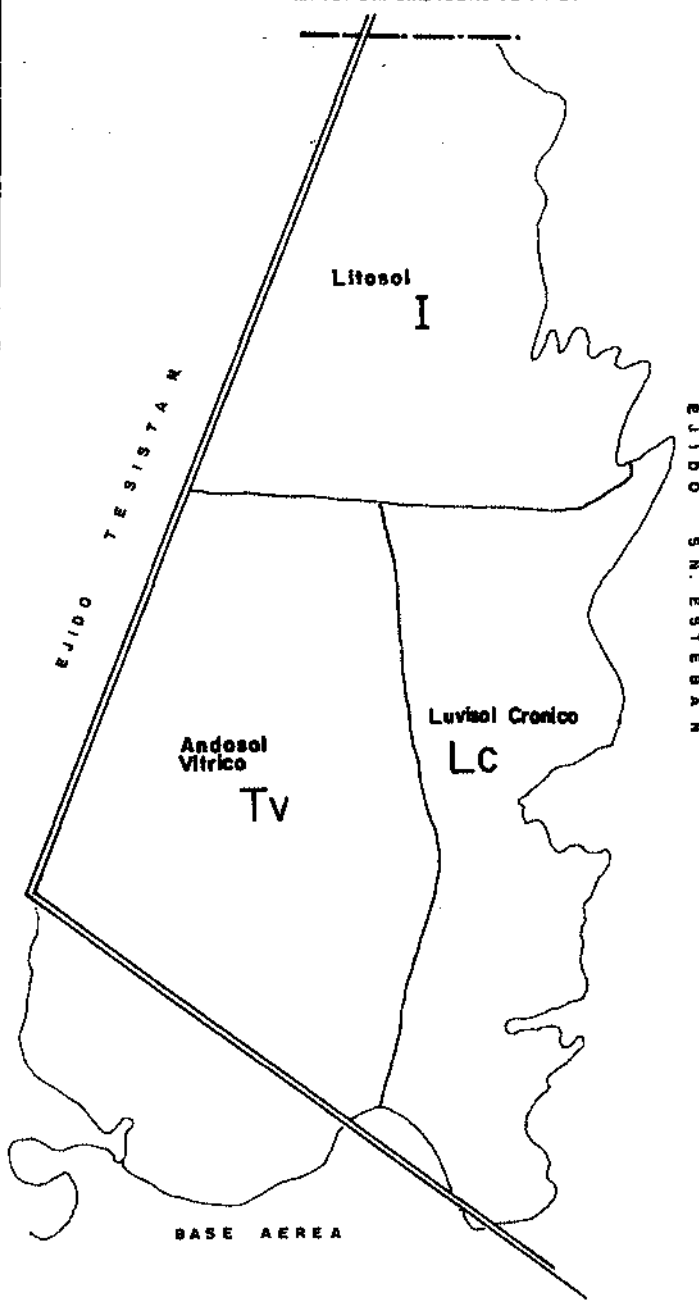 Litosol
I
EJIDO TESISTAN
EJIDO SN. ESTEBAN
Luvisol Cronico
Lc
Andosol
Vitrico
Tv
BASE AEREA